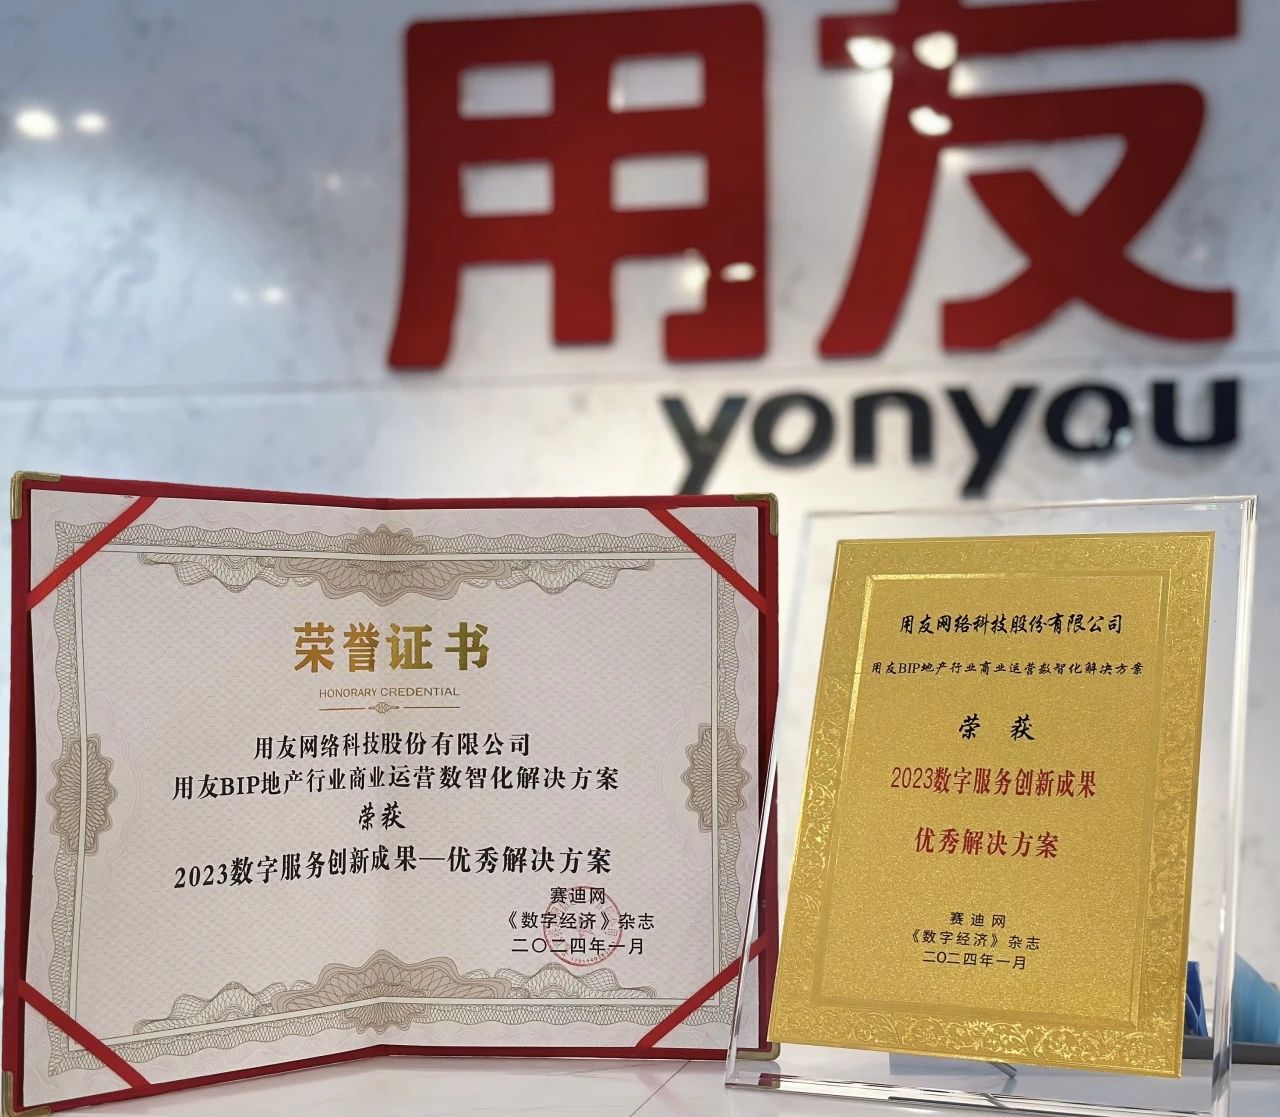 用友
yonyou
荣誉证书
HONORARY CREDENTIAL
用友网络科技股份有限公司
用友BIP地产行业商业运营数智化解决方案
荣获
2023数字服务创新成果—优秀解决方案
赛迪网
《数字经济》杂志
二〇二四年一月
用友网络科技股份有限公司
用友BIP地产行业商业运营数智化解决方案
荣获
2023数字服务创新成果
优秀解决方案
赛迪网
《数字经济》杂志
二〇二四年一月